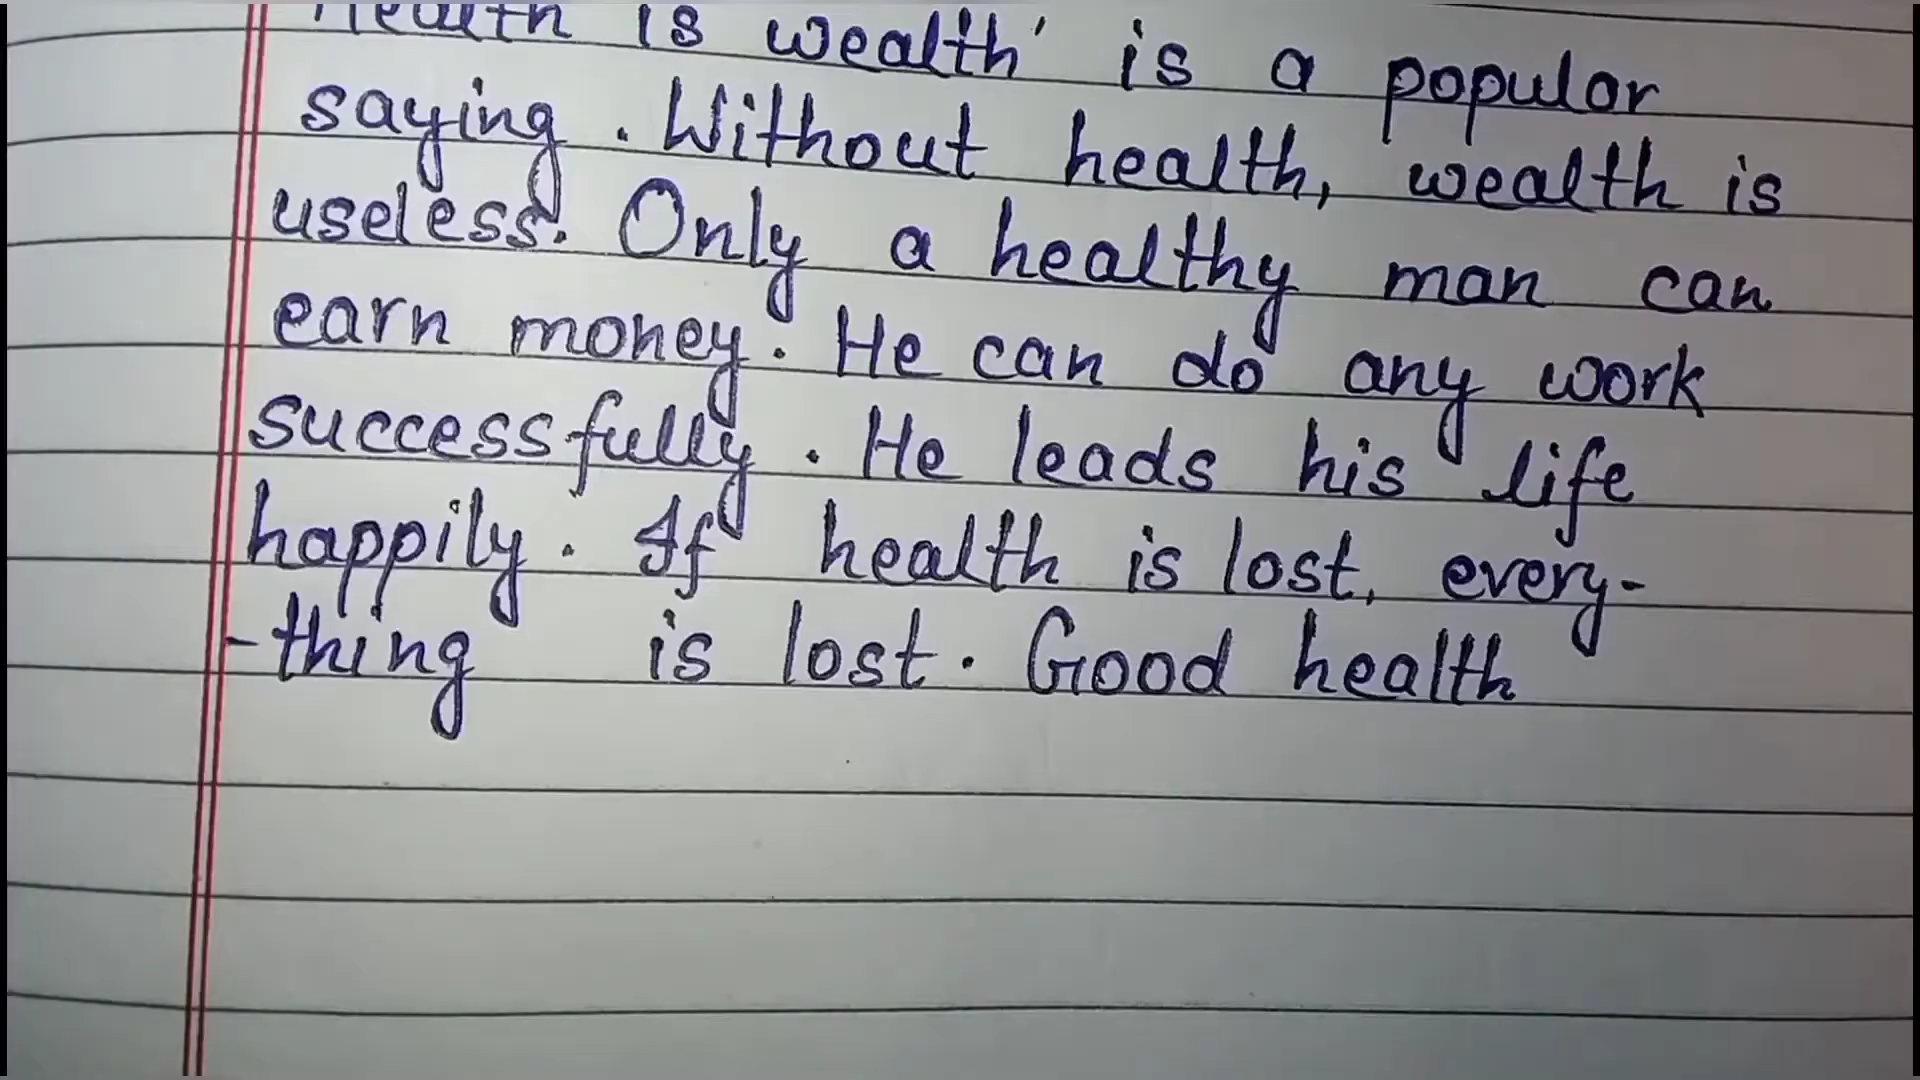 Health is wealth' is a popular
saying. Without health, wealth is
useless. Only a healthy man can
earn money. He can do any work
successfully. He leads his life
happily. If health is lost, every-
-thing is lost. Good health